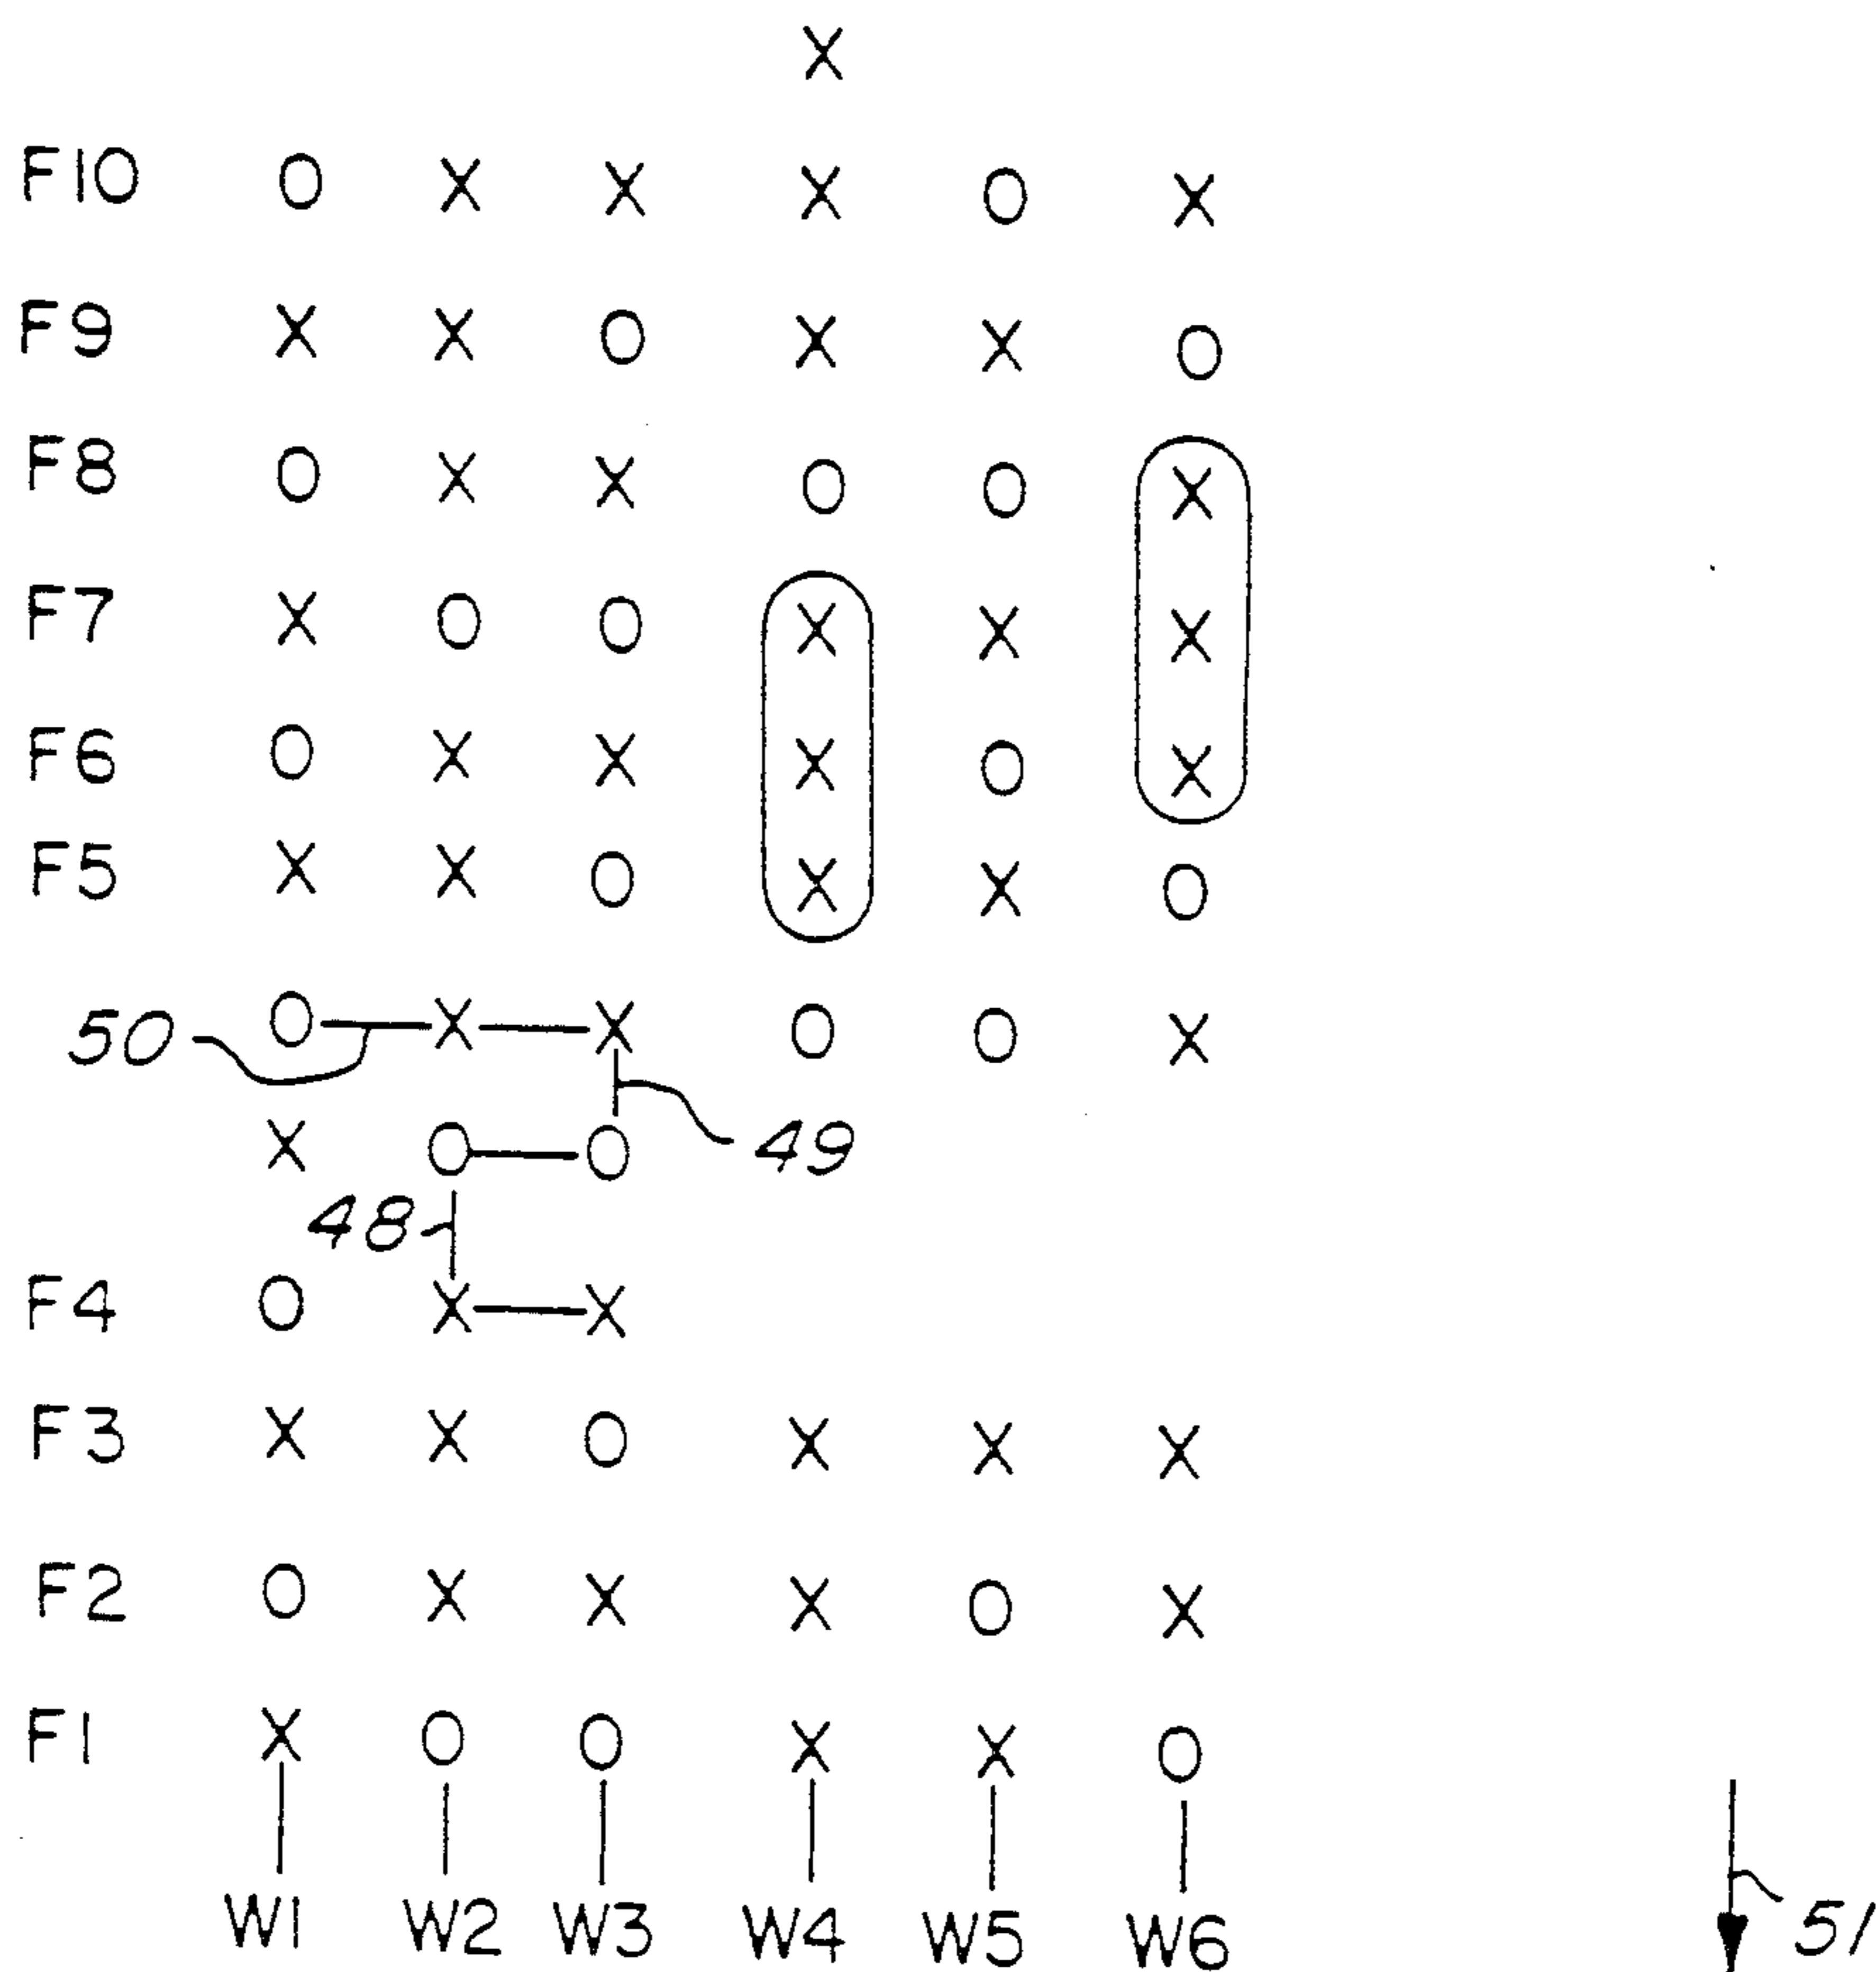 X
F10 O X X X O X
F9 X X O X X O
F8 O X X O O X
F7 X O O X X X
F6 O X X X O X
F5 X X O X X O
50 O X X O O X
X O O 49
48
F4 O X X
F3 X X O X X X
F2 O X X X O X
F1 X O O X X O
W1 W2 W3 W4 W5 W6 51